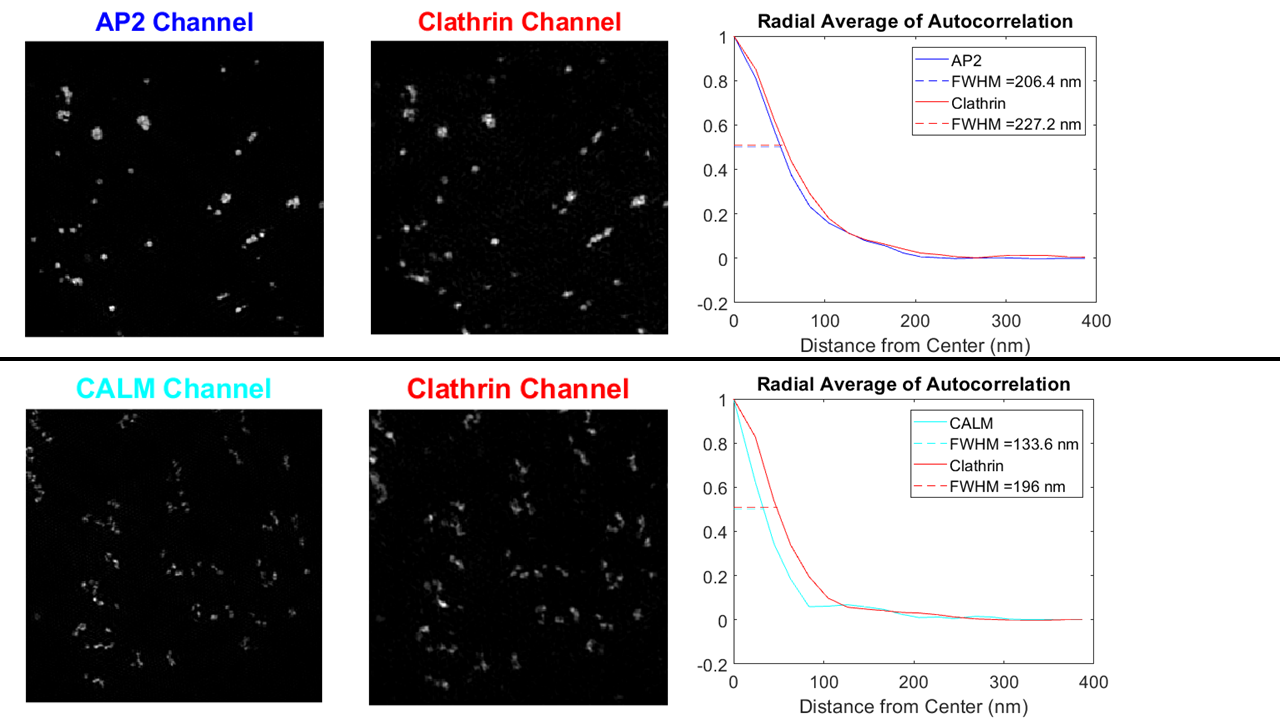 AP2 Channel
Clathrin Channel
Radial Average of Autocorrelation
1
0.8
0.6
0.4
0.2
0
-0.2
0
100
200
300
400
Distance from Center (nm)
AP2
FWHM =206.4 nm
Clathrin
FWHM =227.2 nm
CALM Channel
Clathrin Channel
Radial Average of Autocorrelation
1
0.8
0.6
0.4
0.2
0
-0.2
0
100
200
300
400
Distance from Center (nm)
CALM
FWHM =133.6 nm
Clathrin
FWHM =196 nm